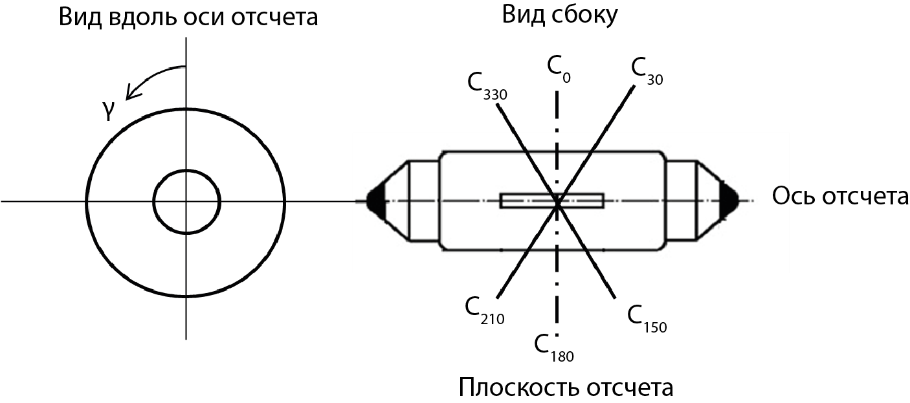 Вид вдоль оси отсчета
Вид сбоку
γ
C330
C0
C30
Ось отсчета
C210
C180
C150
Плоскость отсчета